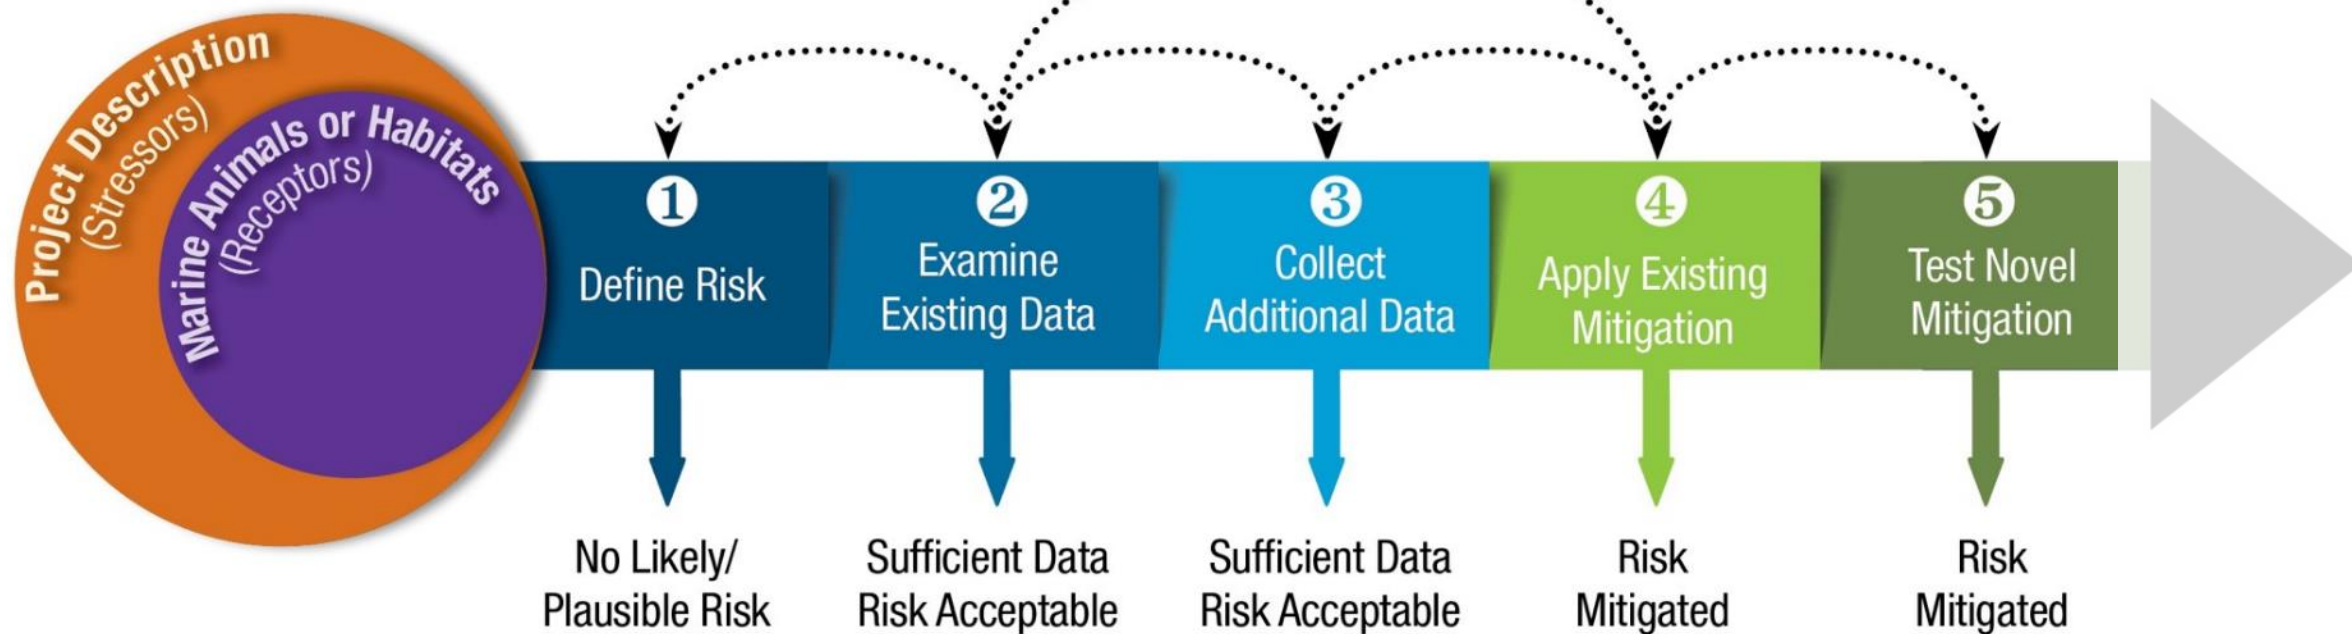 Project Description
(Stressors)
Marine Animals or Habitats
(Receptors)
1
Define Risk
2
Examine
Existing Data
3
Collect
Additional Data
4
Apply Existing
Mitigation
5
Test Novel
Mitigation
No Likely/
Plausible Risk
Sufficient Data
Risk Acceptable
Sufficient Data
Risk Acceptable
Risk
Mitigated
Risk
Mitigated